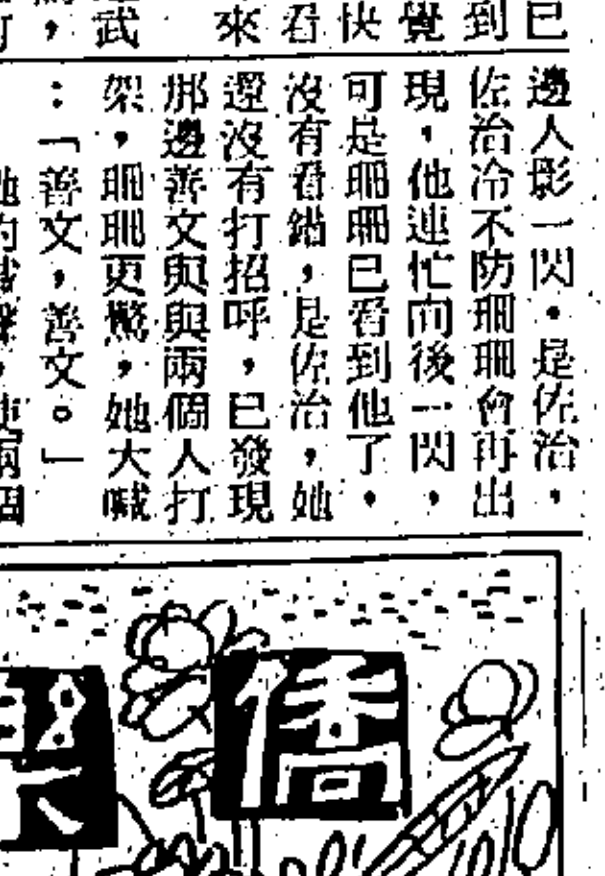 已
到
覺
快
看
來
武
邊人影一閃．是佐治，
佐治冷不防珊珊會再出
現，他連忙向後一閃，
可是珊珊已看到他了，
沒有看錯，是佐治，她
還沒有打招呼，已發現
那邊善文與與兩個人打
架，珊珊更驚，她大喊
：「善文，善文。」
僑